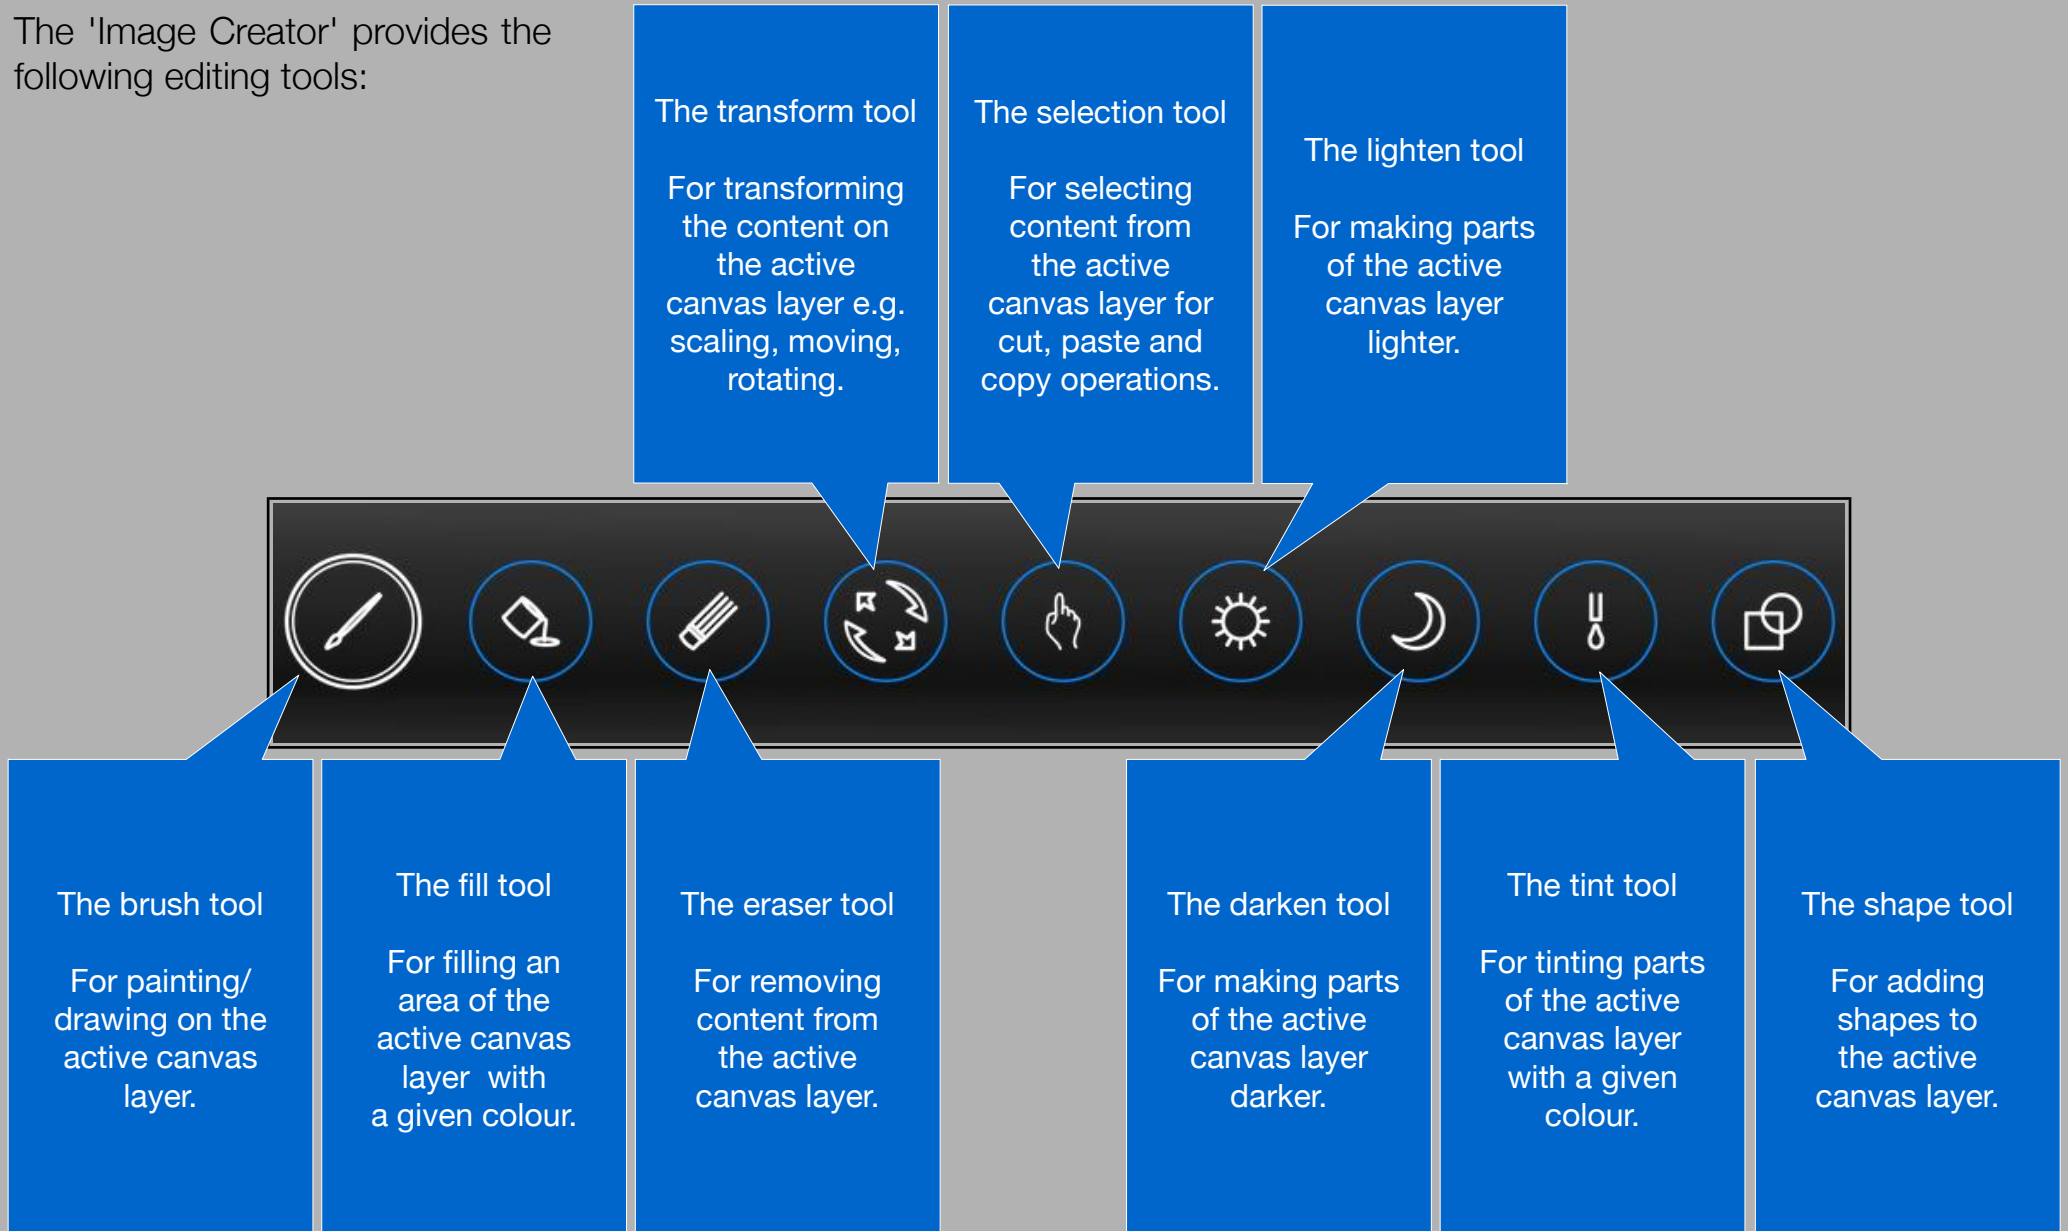 The 'Image Creator' provides the
following editing tools:
The transform tool
For transforming
the content on
the active
canvas layer e.g.
scaling, moving,
rotating.
The selection tool
For selecting
content from
the active
canvas layer for
cut, paste and
copy operations.
The lighten tool
For making parts
of the active
canvas layer
lighter.
The brush tool
For painting/
drawing on the
active canvas
layer.
The fill tool
For filling an
area of the
active canvas
layer  with
a given colour.
The eraser tool
For removing
content from
the active
canvas layer.
The darken tool
For making parts
of the active
canvas layer
darker.
The tint tool
For tinting parts
of the active
canvas layer
with a given
colour.
The shape tool
For adding
shapes to
the active
canvas layer.